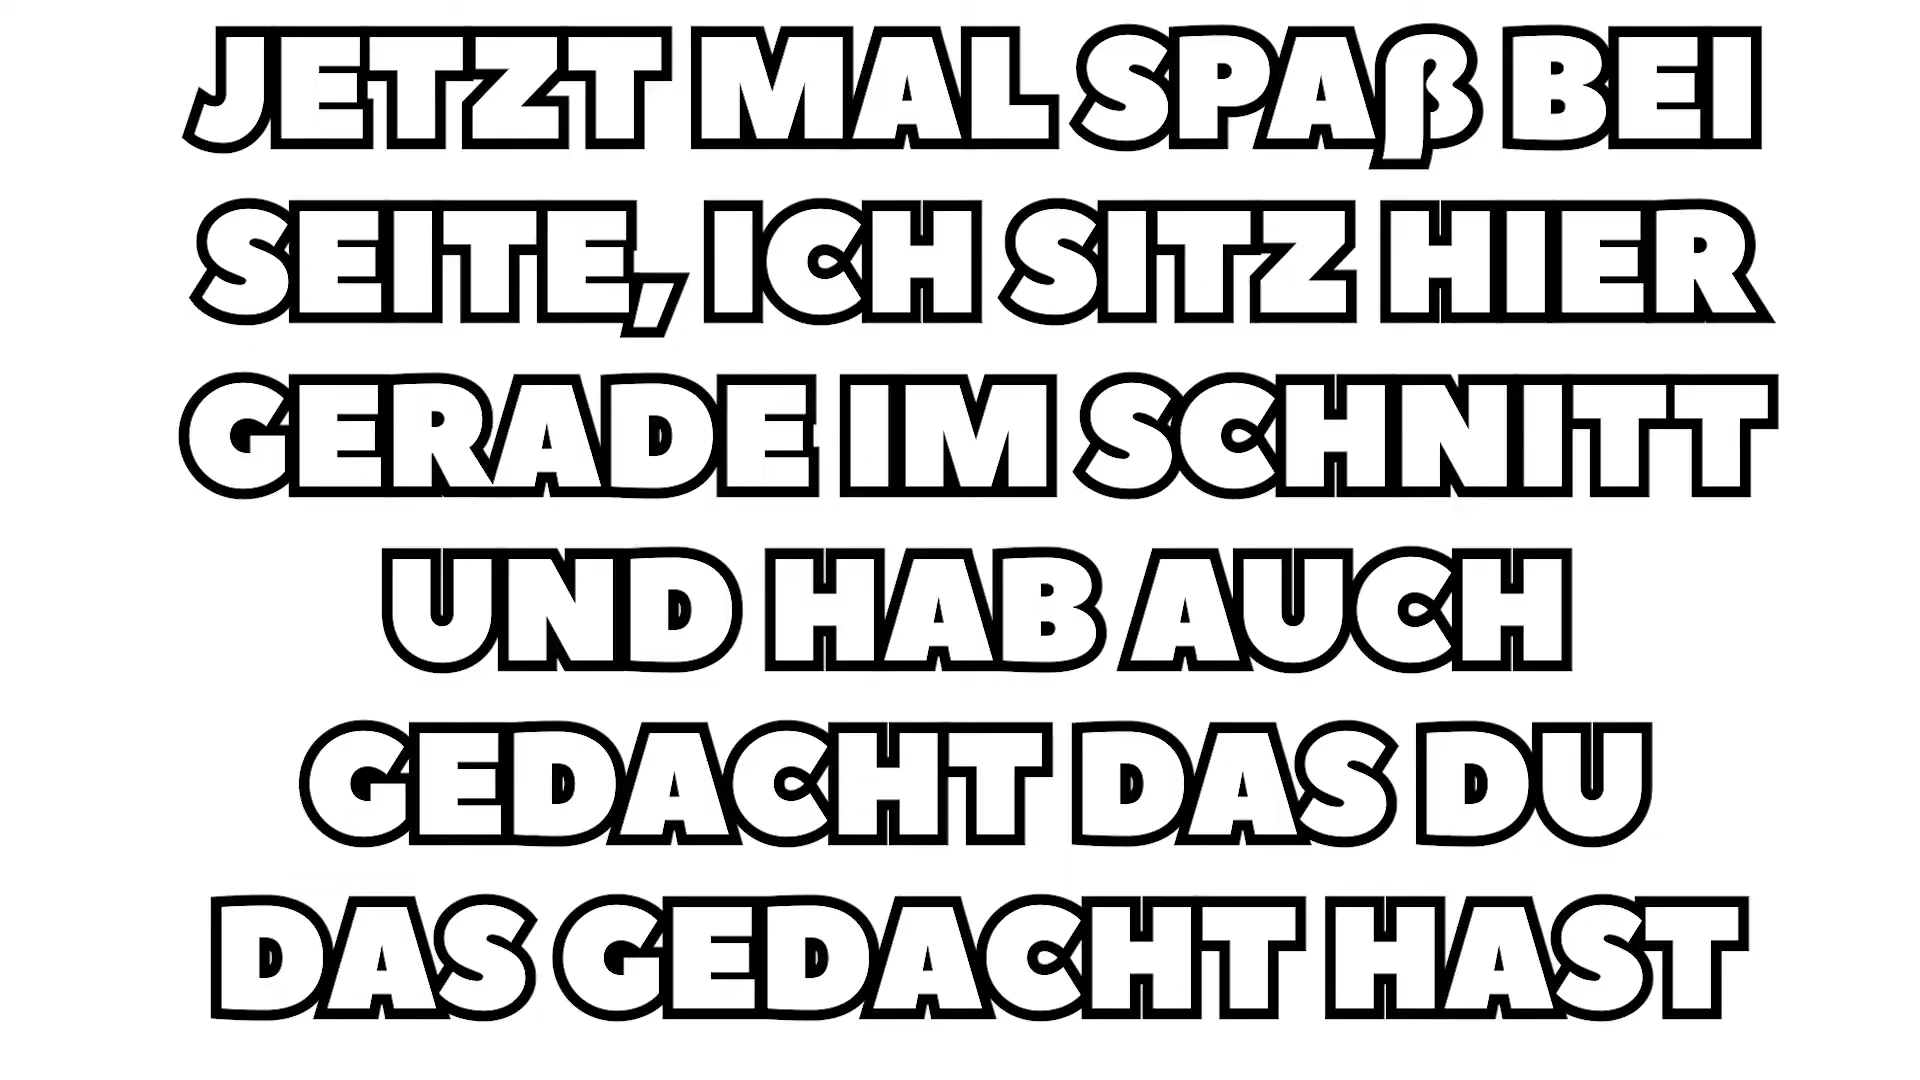 JETZT MAL SPAß BEI
SEITE, ICH SITZ HIER
GERADE IM SCHNITT
UND HAB AUCH
GEDACHT DAS DU
DAS GEDACHT HAST